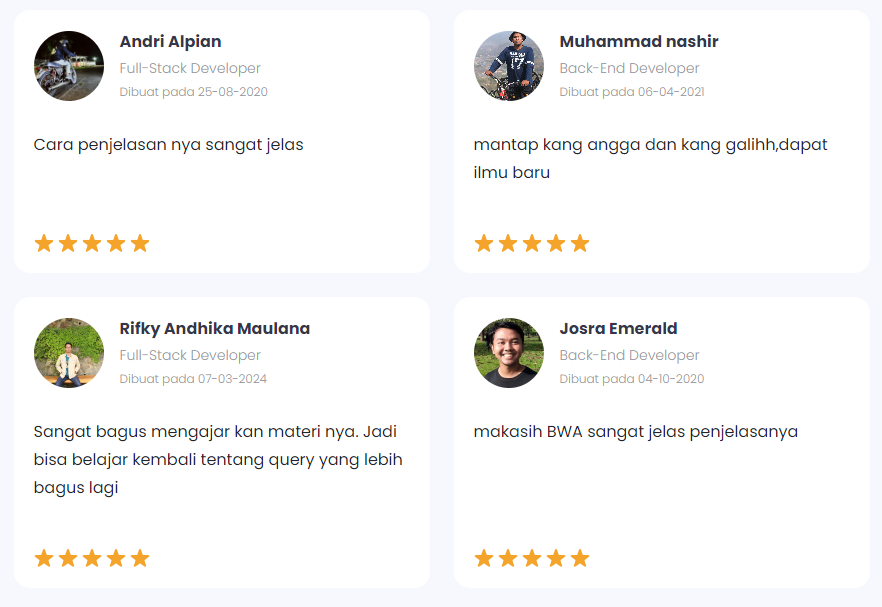 Andri Alpian
Full-Stack Developer
Dibuat pada 25-08-2020
Cara penjelasan nya sangat jelas
Muhammad nashir
Back-End Developer
Dibuat pada 06-04-2021
mantap kang angga dan kang galihh,dapat
ilmu baru
Rifky Andhika Maulana
Full-Stack Developer
Dibuat pada 07-03-2024
Sangat bagus mengajar kan materi nya. Jadi
bisa belajar kembali tentang query yang lebih
bagus lagi
Josra Emerald
Back-End Developer
Dibuat pada 04-10-2020
makasih BWA sangat jelas penjelasanya